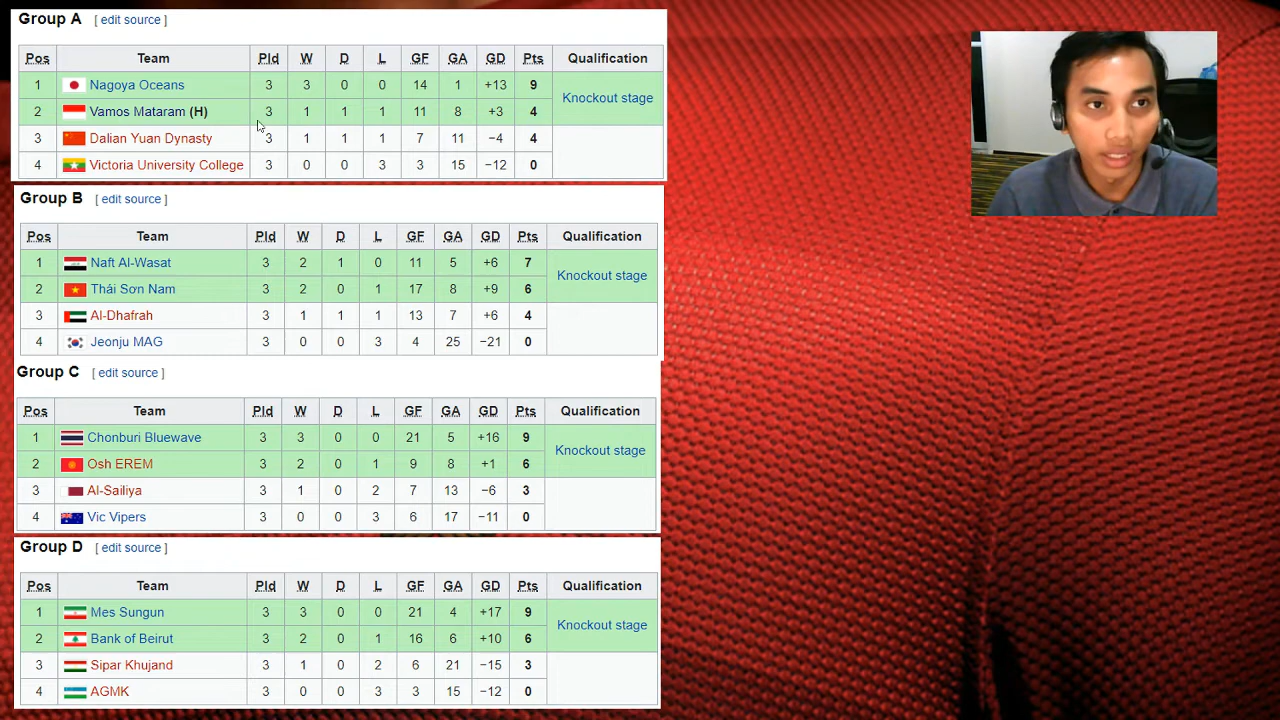 Group A [ edit source ]
Pos Team Pld W D L GF GA GD Pts Qualification
1 Nagoya Oceans 3 3 0 0 14 1 +13 9 Knockout stage
2 Vamos Mataram (H) 3 1 1 1 11 8 +3 4
3 Dalian Yuan Dynasty 3 1 1 1 7 11 −4 4
4 Victoria University College 3 0 0 3 3 15 −12 0
Group B [ edit source ]
Pos Team Pld W D L GF GA GD Pts Qualification
1 Naft Al-Wasat 3 2 1 0 11 5 +6 7 Knockout stage
2 Thái Sơn Nam 3 2 0 1 17 8 +9 6
3 Al-Dhafrah 3 1 1 1 13 7 +6 4
4 Jeonju MAG 3 0 0 3 4 25 −21 0
Group C [ edit source ]
Pos Team Pld W D L GF GA GD Pts Qualification
1 Chonburi Bluewave 3 3 0 0 21 5 +16 9 Knockout stage
2 Osh EREM 3 2 0 1 9 8 +1 6
3 Al-Sailiya 3 1 0 2 7 13 −6 3
4 Vic Vipers 3 0 0 3 6 17 −11 0
Group D [ edit source ]
Pos Team Pld W D L GF GA GD Pts Qualification
1 Mes Sungun 3 3 0 0 21 4 +17 9 Knockout stage
2 Bank of Beirut 3 2 0 1 16 6 +10 6
3 Sipar Khujand 3 1 0 2 6 21 −15 3
4 AGMK 3 0 0 3 3 15 −12 0